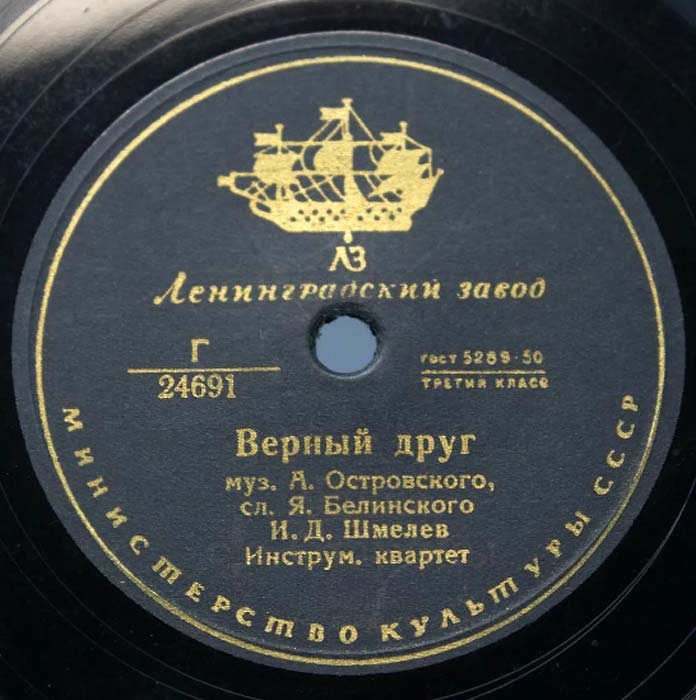 ЛЗ
Ленинградский завод
Г
24691
ГОСТ 5289-50
ТРЕТИЙ КЛАСС
Верный друг
муз. А. Островского,
сл. Я. Белинского
И. Д. Шмелев
Инструм. квартет
МИНИСТЕРСТВО КУЛЬТУРЫ СССР